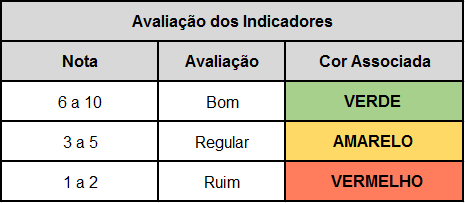 Avaliação dos Indicadores
Nota Avaliação Cor Associada
6 a 10 Bom VERDE
3 a 5 Regular AMARELO
1 a 2 Ruim VERMELHO